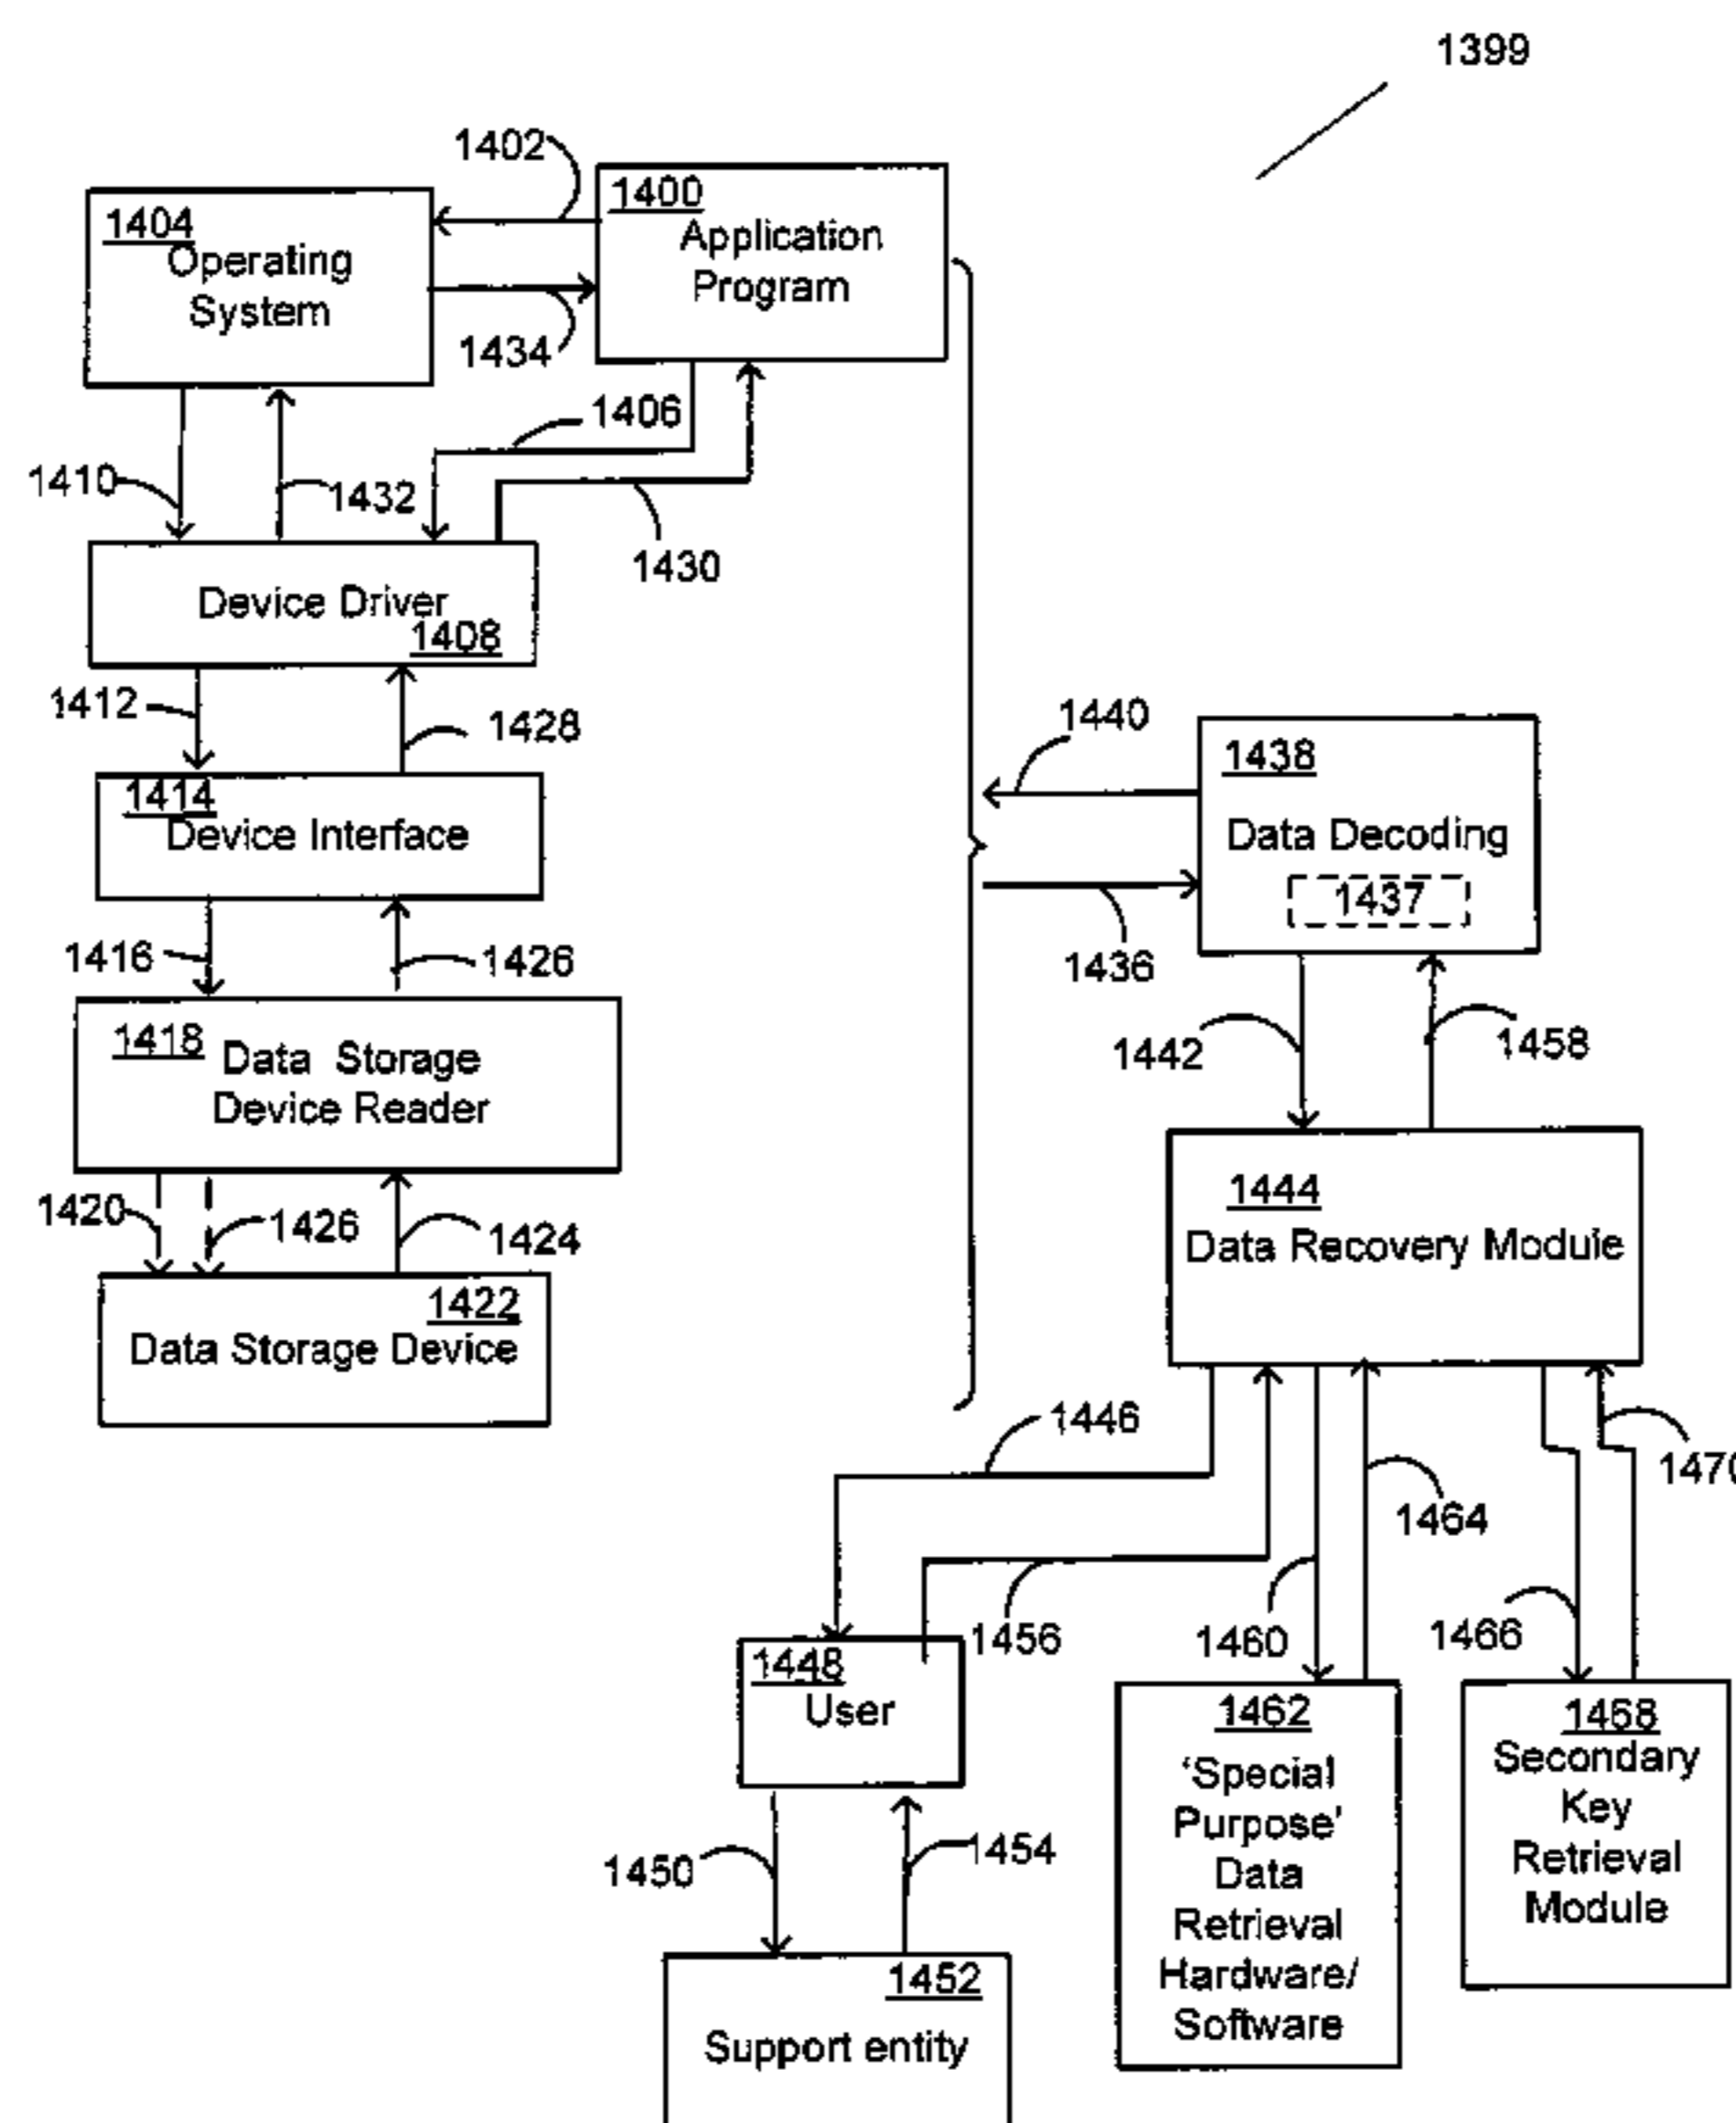 1399
1402
1400
Application
Program
1404
Operating
System
1434
1406
1410
1432
1430
Device Driver
1408
1412
1428
1414
Device Interface
1440
1438
Data Decoding
1437
1436
1416
1426
1418
Data Storage
Device Reader
1442
1458
1420
1426
1424
1422
Data Storage Device
1444
Data Recovery Module
1446
1470
1464
1456
1460
1466
1448
User
1462
'Special
Purpose'
Data
Retrieval
Hardware/
Software
1468
Secondary
Key
Retrieval
Module
1450
1454
1452
Support entity